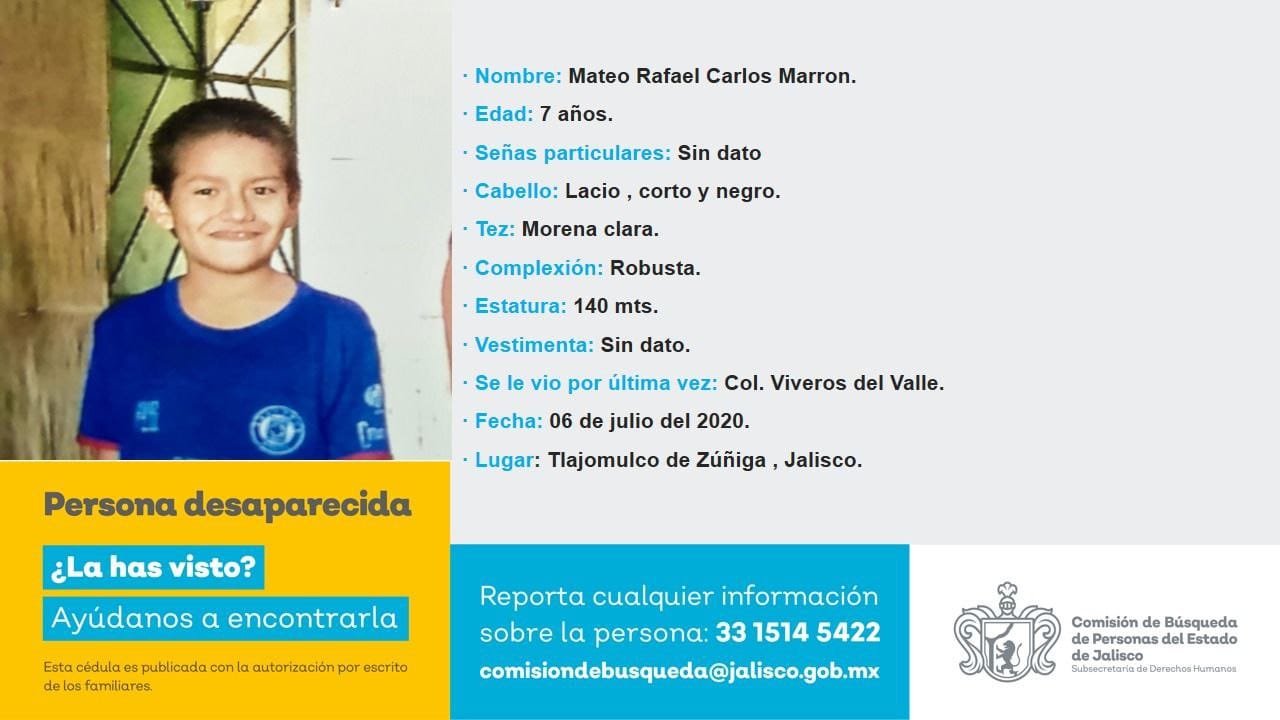 · Nombre: Mateo Rafael Carlos Marron.
· Edad: 7 años.
· Señas particulares: Sin dato
· Cabello: Lacio , corto y negro.
· Tez: Morena clara.
· Complexión: Robusta.
· Estatura: 140 mts.
· Vestimenta: Sin dato.
· Se le vio por última vez: Col. Viveros del Valle.
· Fecha: 06 de julio del 2020.
· Lugar: Tlajomulco de Zúñiga , Jalisco.
Persona desaparecida
¿La has visto?
Ayúdanos a encontrarla
Esta cédula es publicada con la autorización por escrito
de los familiares.
Reporta cualquier información
sobre la persona: 33 1514 5422
comisiondebusqueda@jalisco.gob.mx
Comisión de Búsqueda
de Personas del Estado
de Jalisco
Subsecretaría de Derechos Humanos